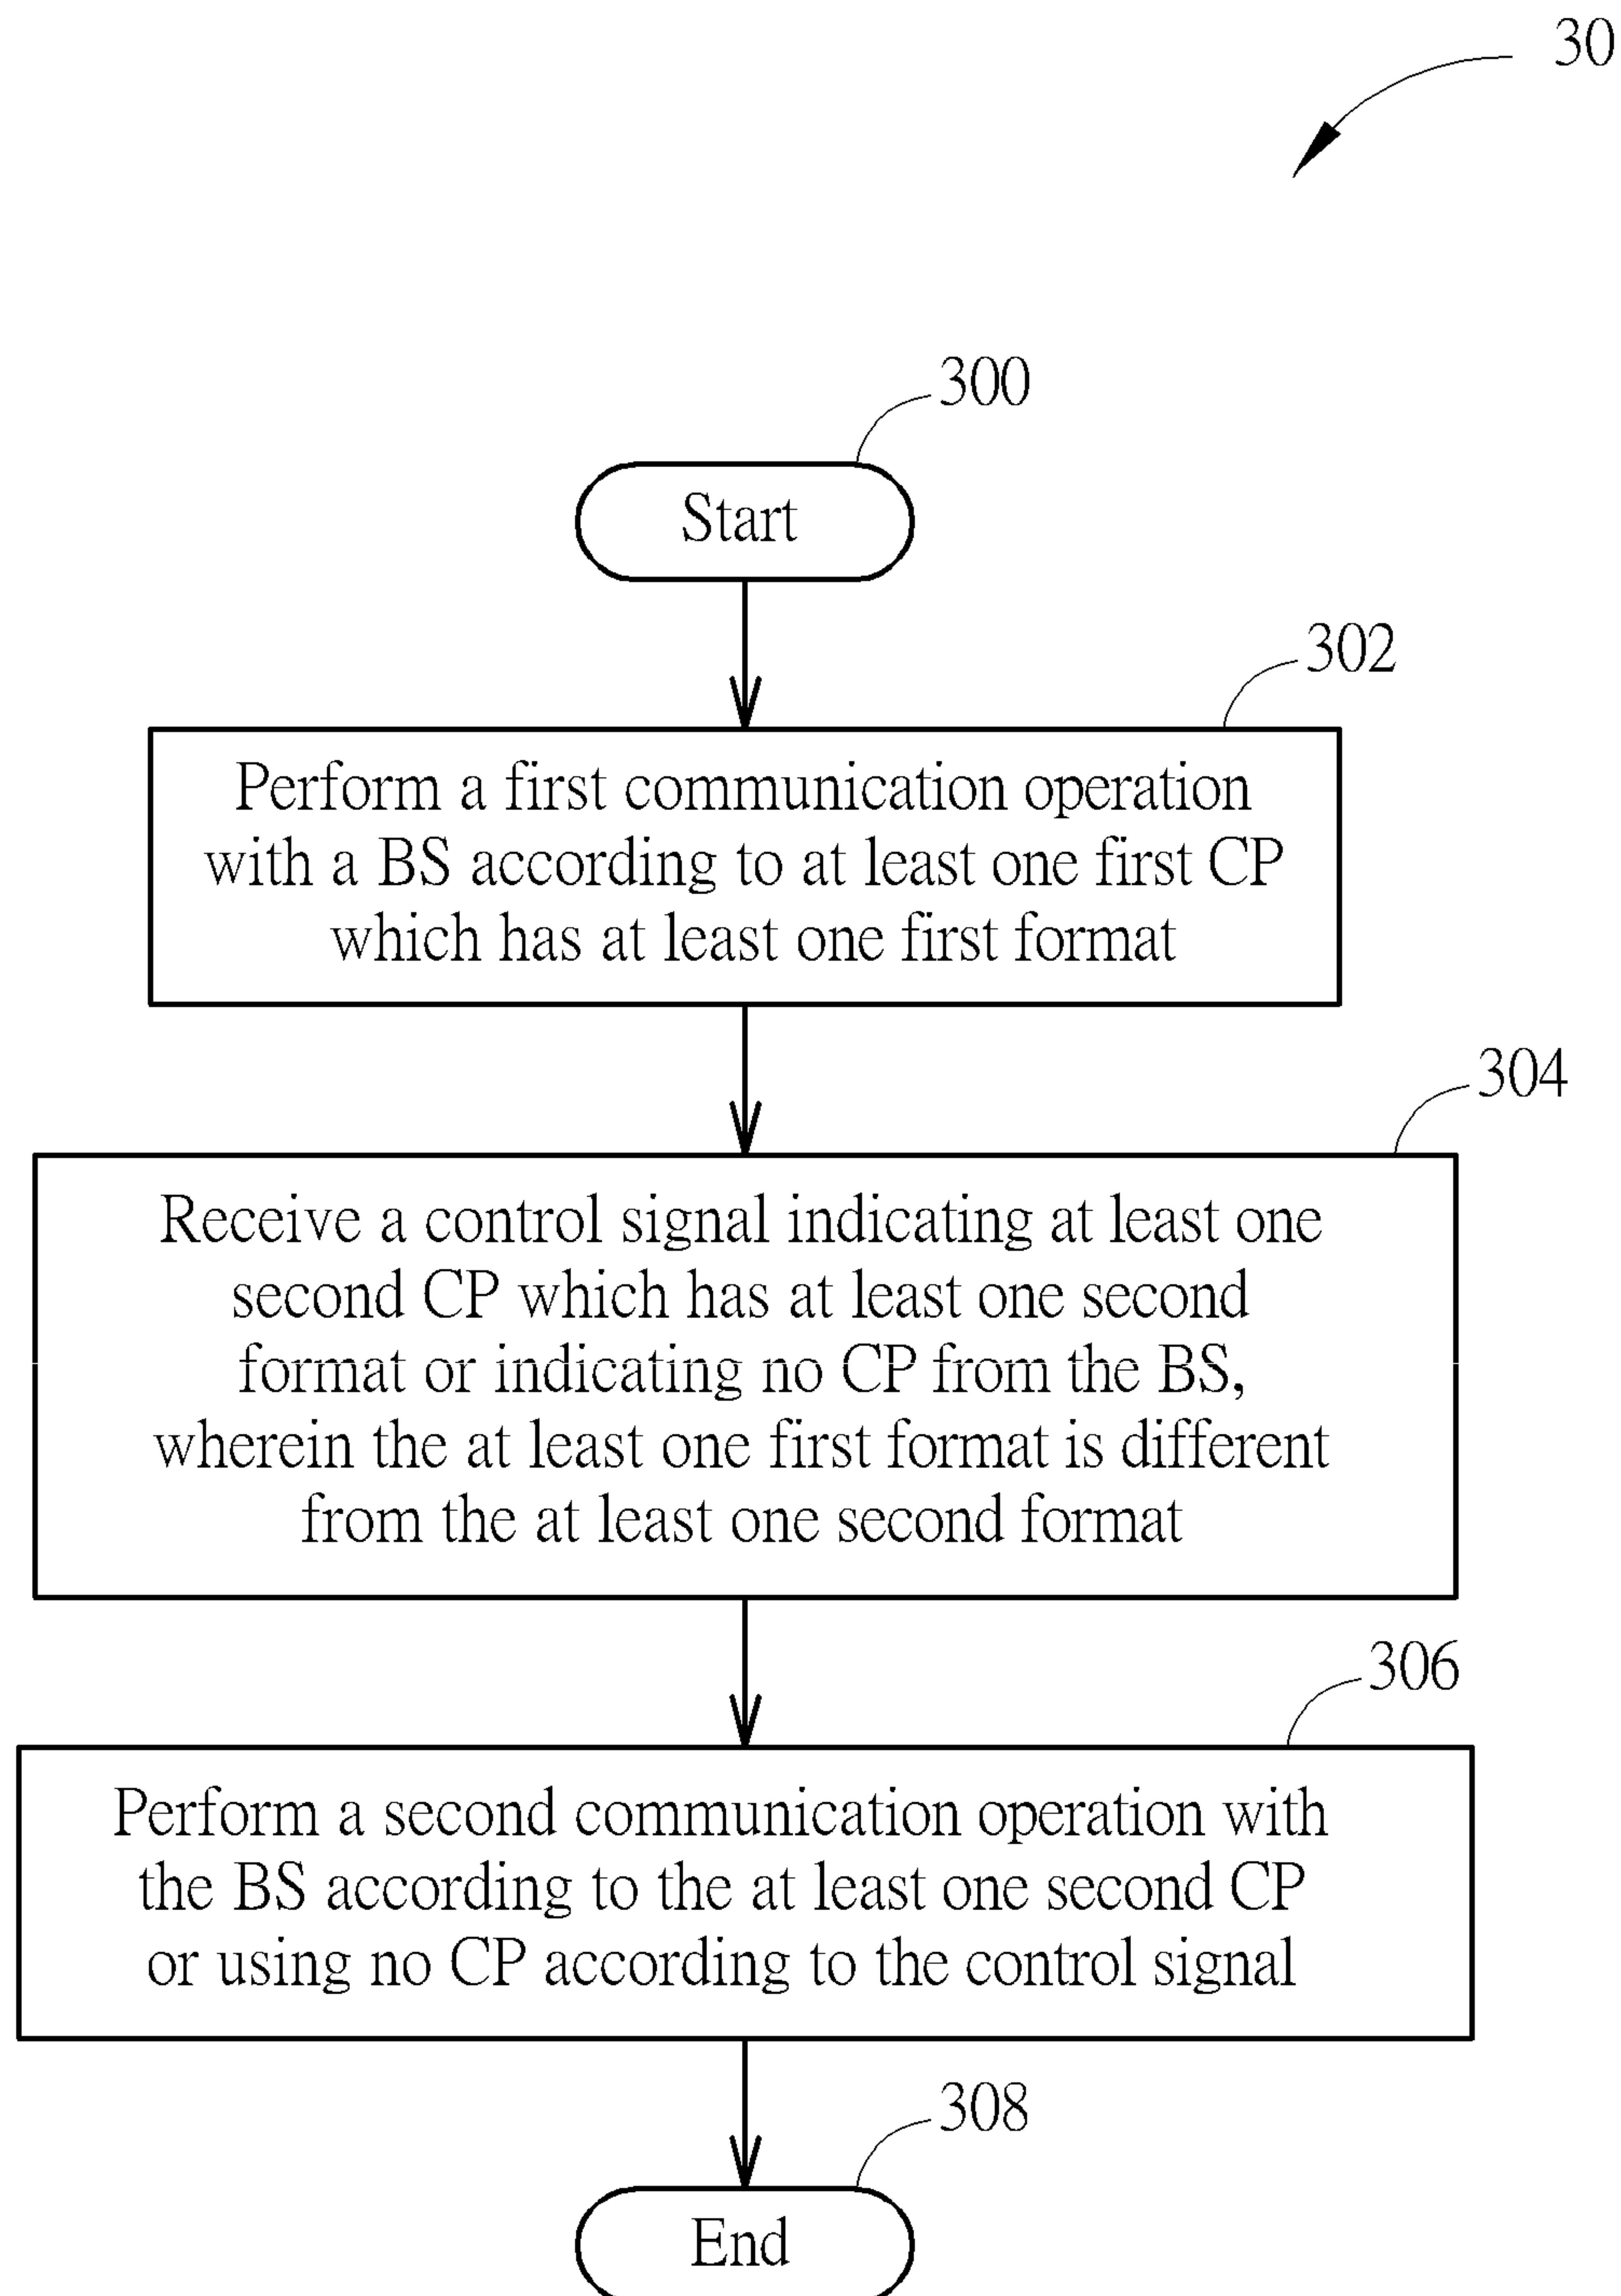 30
300
Start
302
Perform a first communication operation
with a BS according to at least one first CP
which has at least one first format
304
Receive a control signal indicating at least one
second CP which has at least one second
format or indicating no CP from the BS,
wherein the at least one first format is different
from the at least one second format
306
Perform a second communication operation with
the BS according to the at least one second CP
or using no CP according to the control signal
308
End